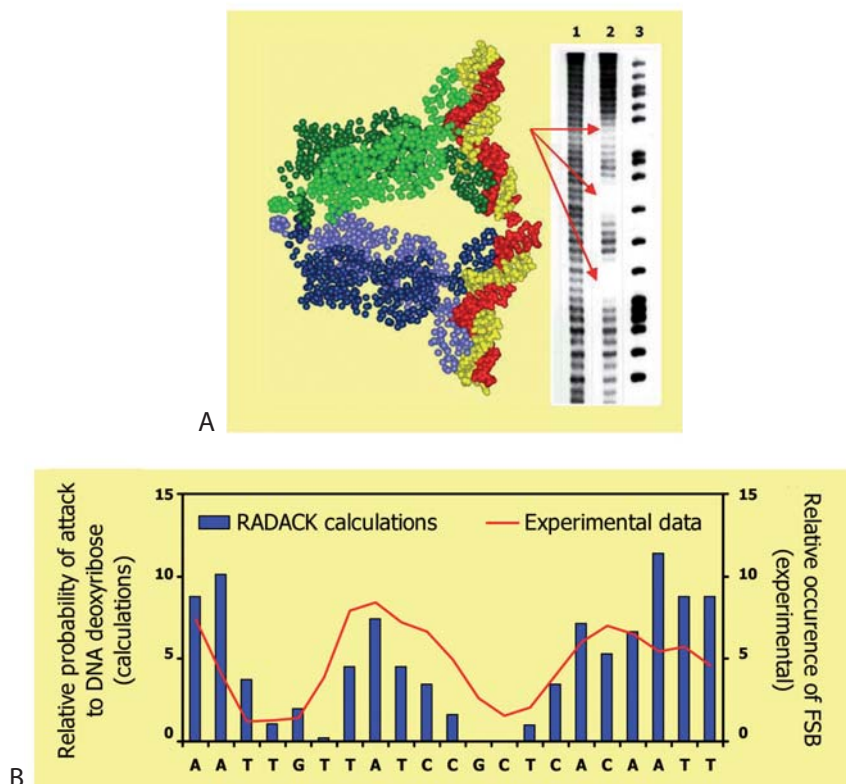 1 2 3
A
Relative probability of attack
to DNA deoxyribose
(calculations)
15
10
5
0
RADACK calculations
Experimental data
15
10
5
0
Relative occurence of FSB
(experimental)
A A T T G T T A T C C G C T C A C A A T T
B